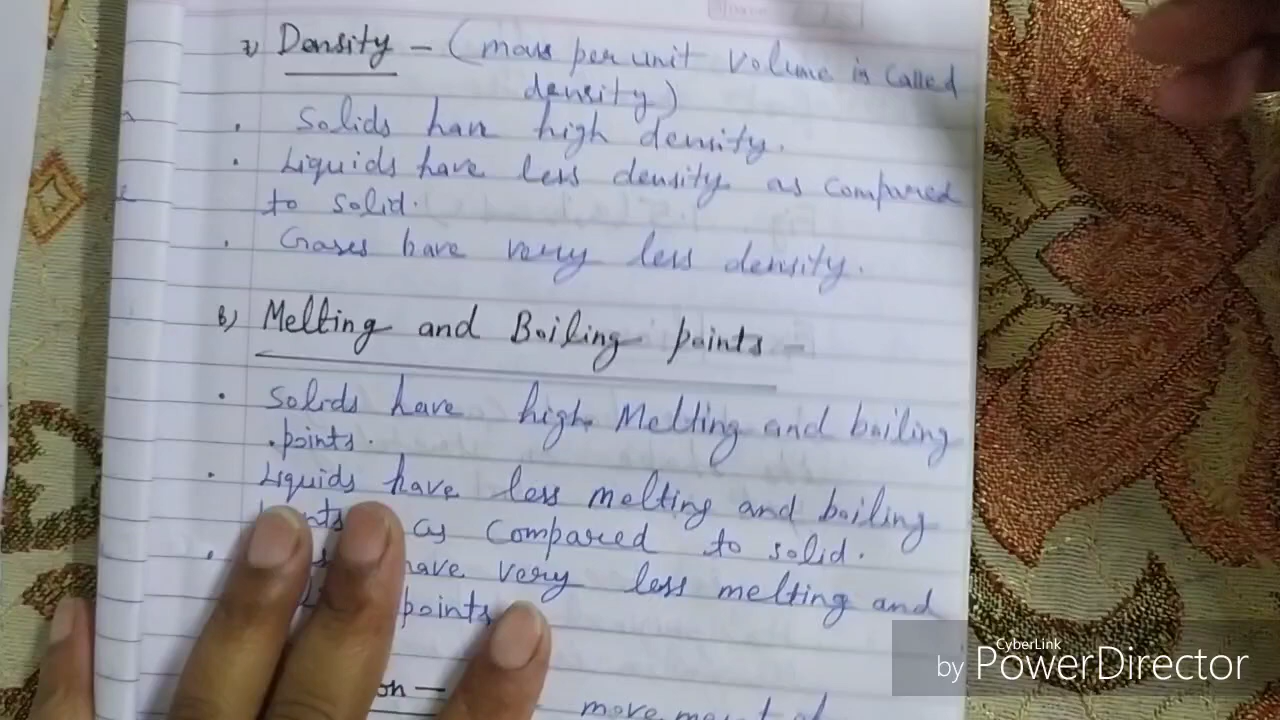 7) Density - (mass per unit volume is called
density)
. Solids have high density.
. Liquids have less density as compared
to solid.
. Gases have very less density.
8) Melting and Boiling points -
. Solids have high Melting and boiling
points.
. Liquids have less melting and boiling
as compared to solid.
. have very less melting and
points
movement of
CyberLink
by PowerDirector